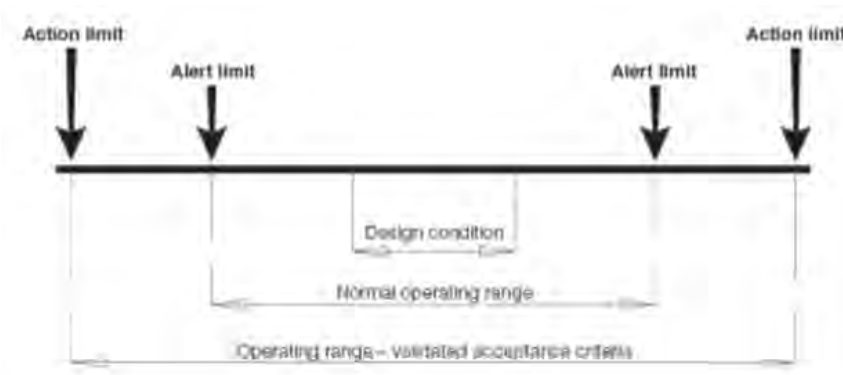 Action limit
Action limit
Alert limit
Alert limit
Design condition
Normal operating range
Operating range – validated acceptance criteria